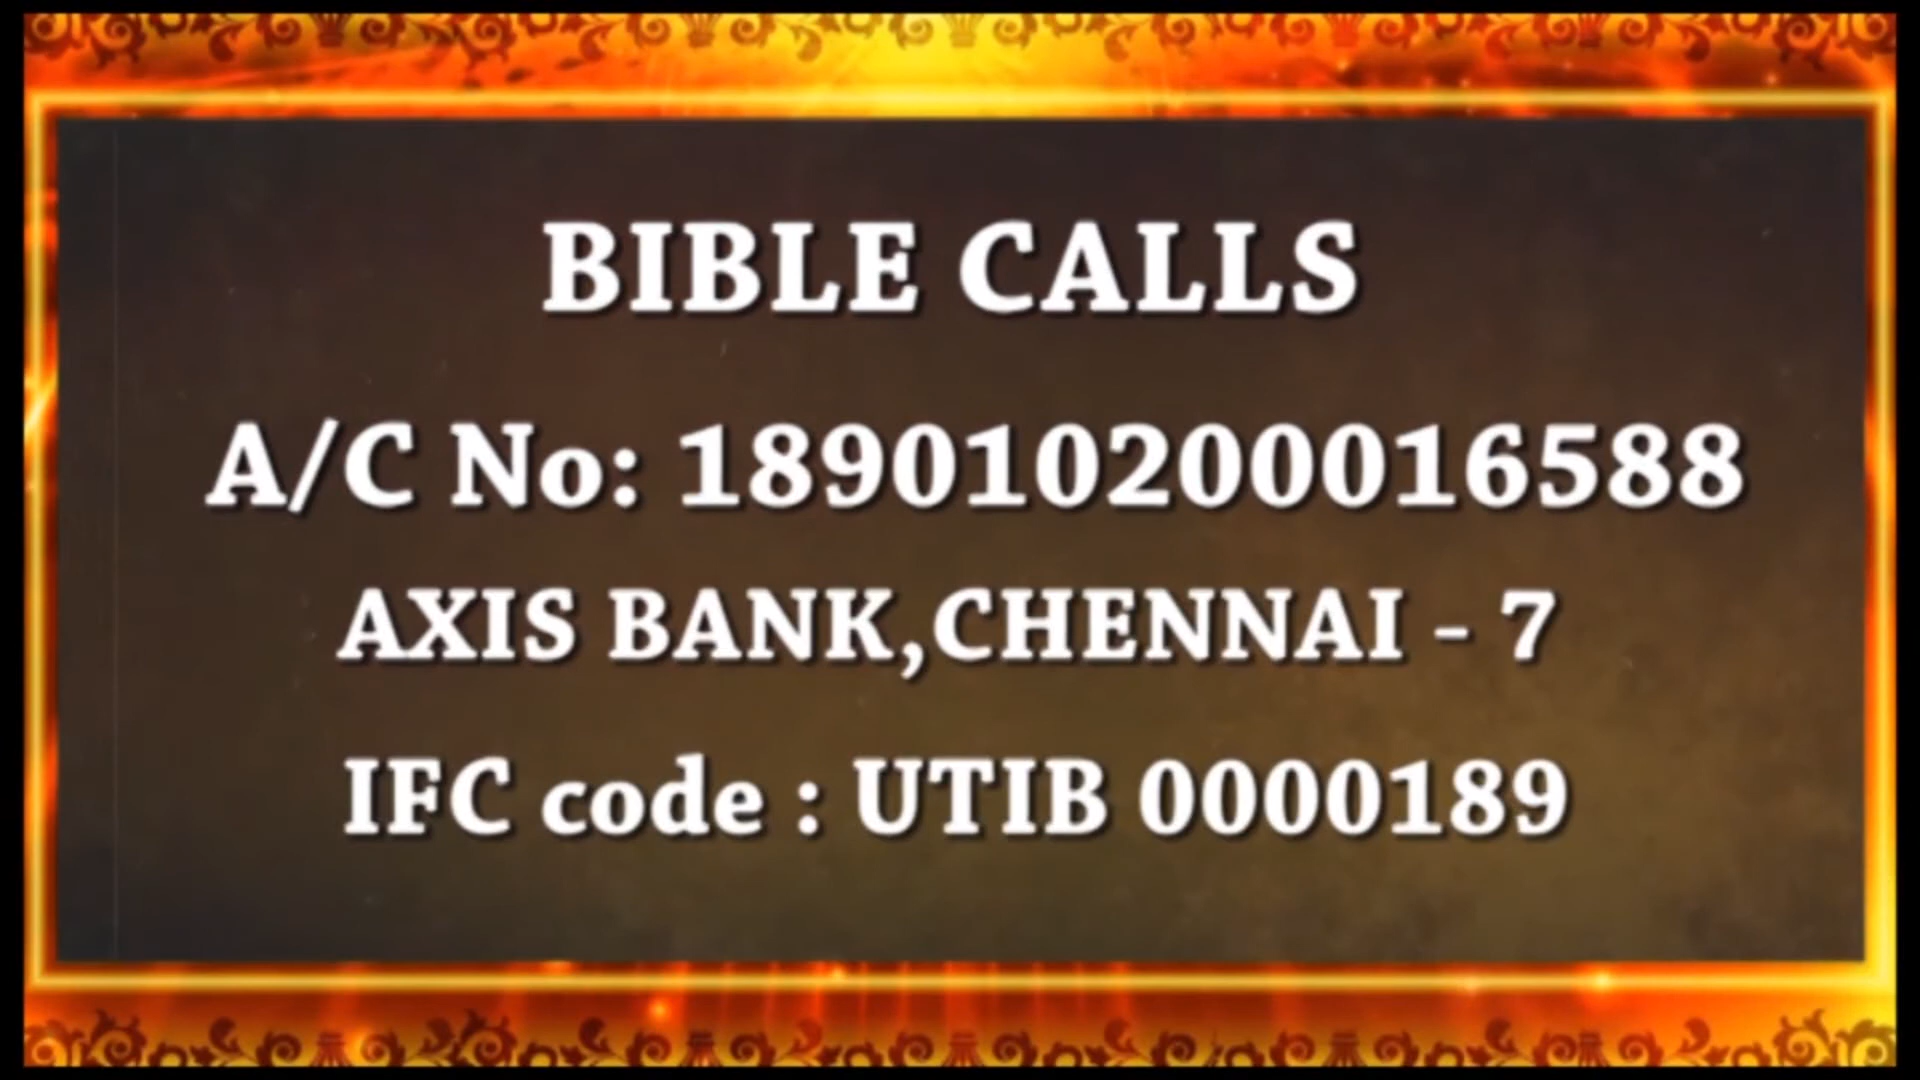 BIBLE CALLS
A/C No: 189010200016588
AXIS BANK,CHENNAI - 7
IFC code : UTIB 0000189